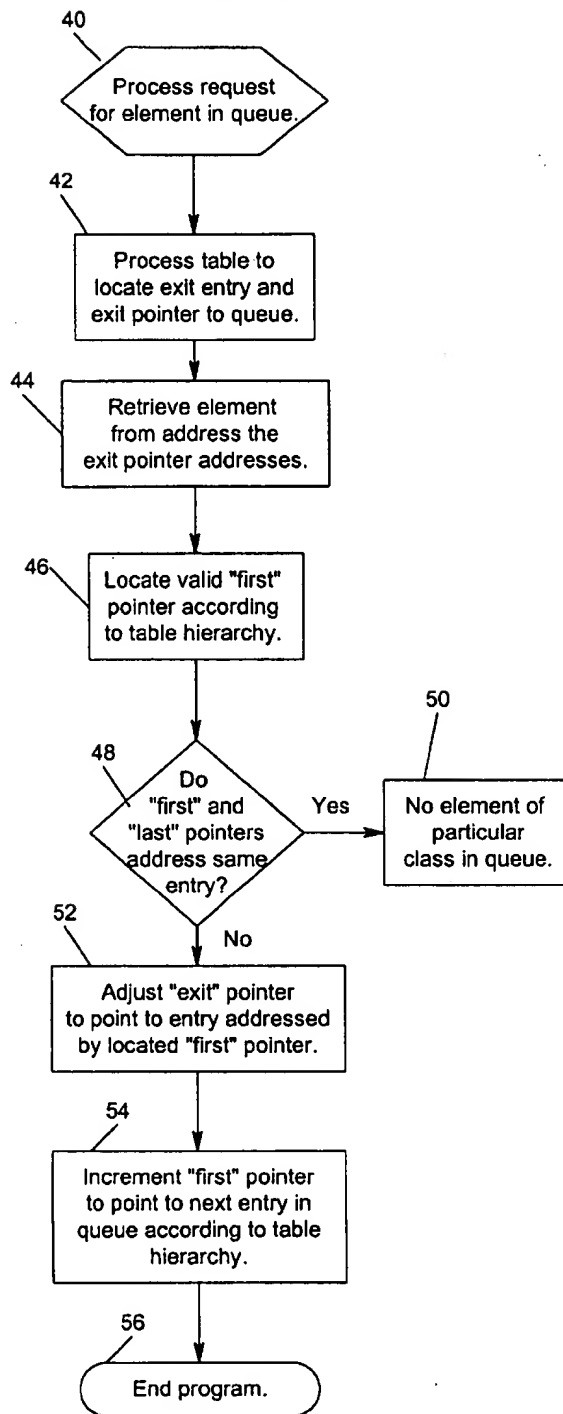 40
Process request
for element in queue.
42
Process table to
locate exit entry and
exit pointer to queue.
44
Retrieve element
from address the
exit pointer addresses.
46
Locate valid "first"
pointer according
to table hierarchy.
48
Do
"first" and
"last" pointers
address same
entry?
Yes
50
No element of
particular
class in queue.
No
52
Adjust "exit" pointer
to point to entry addressed
by located "first" pointer.
54
Increment "first" pointer
to point to next entry in
queue according to table
hierarchy.
56
End program.